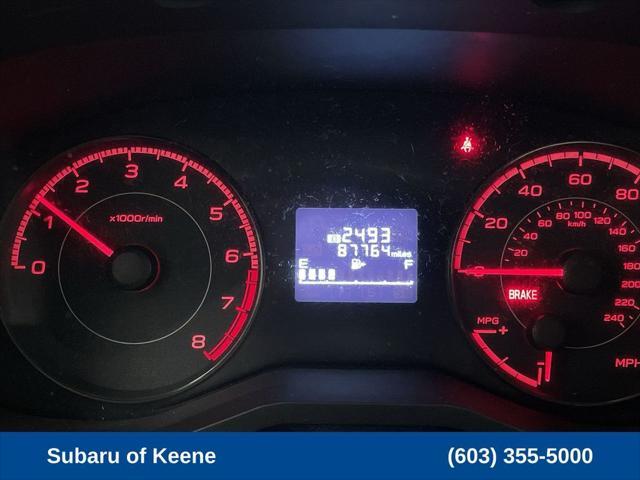 0 1 2 3 4 5 6 7 8
x1000r/min
2493
87764 miles
E F
0 20 40 60 80
20 40 60 80 100 120 140 160 180 200 220 240
km/h
BRAKE
MPG + -
MPH
Subaru of Keene (603) 355-5000